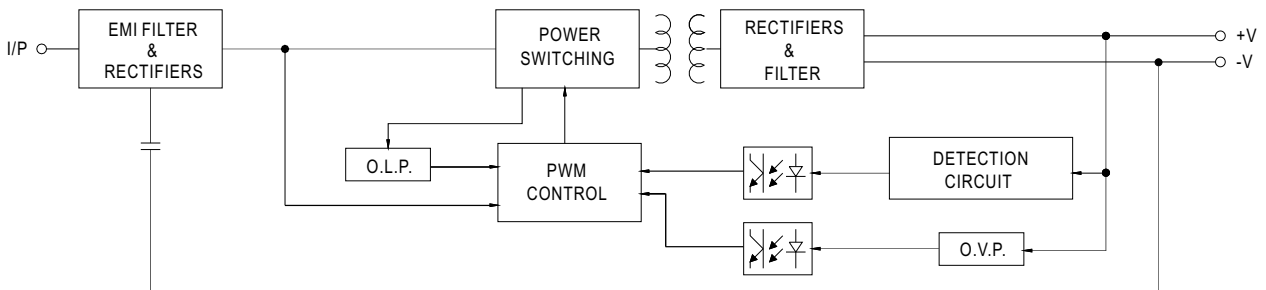 I/P
EMI FILTER
&
RECTIFIERS
POWER
SWITCHING
RECTIFIERS
&
FILTER
+V
-V
O.L.P.
PWM
CONTROL
DETECTION
CIRCUIT
O.V.P.